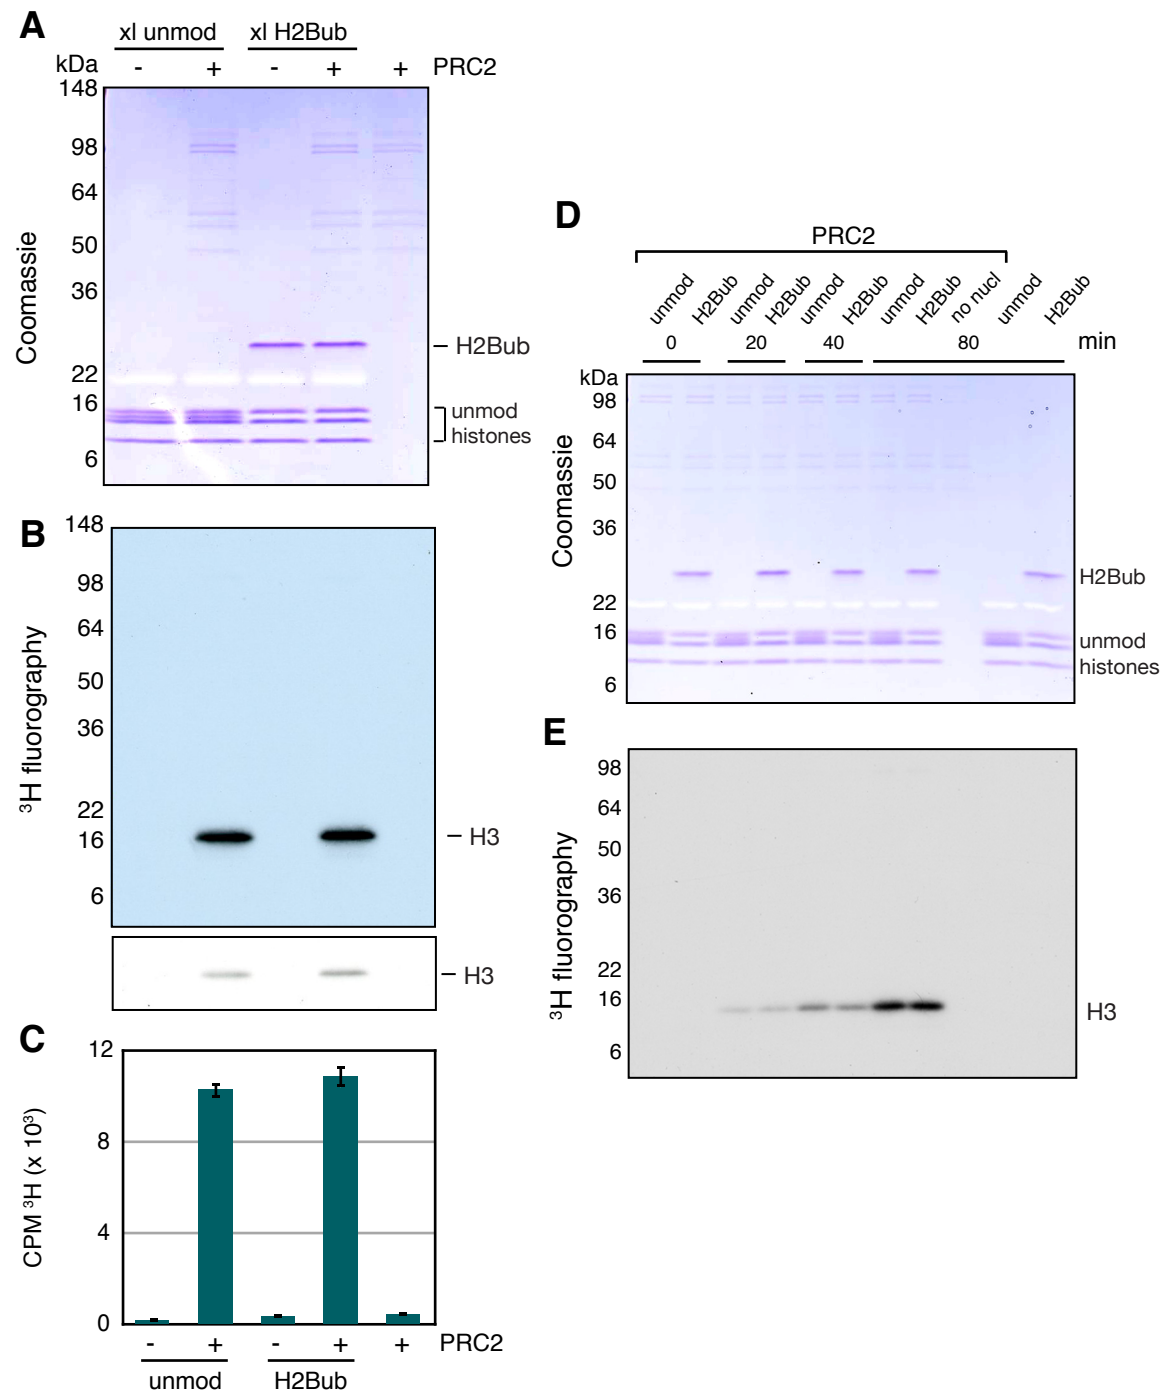 A
xl unmod xl H2Bub
kDa - + - + + PRC2
148
98
64
50
36
22
16
6
Coomassie
H2Bub
unmod
histones
B
148
98
64
50
36
22
16
6
³H fluorography
H3
H3
C
12
8
4
0
CPM ³H (x 10³)
- + - + + PRC2
unmod H2Bub
D
PRC2
unmod H2Bub unmod H2Bub unmod H2Bub unmod H2Bub no nucl unmod H2Bub
0 20 40 80 min
kDa
98
64
50
36
22
16
6
Coomassie
H2Bub
unmod
histones
E
98
64
50
36
22
16
6
³H fluorography
H3